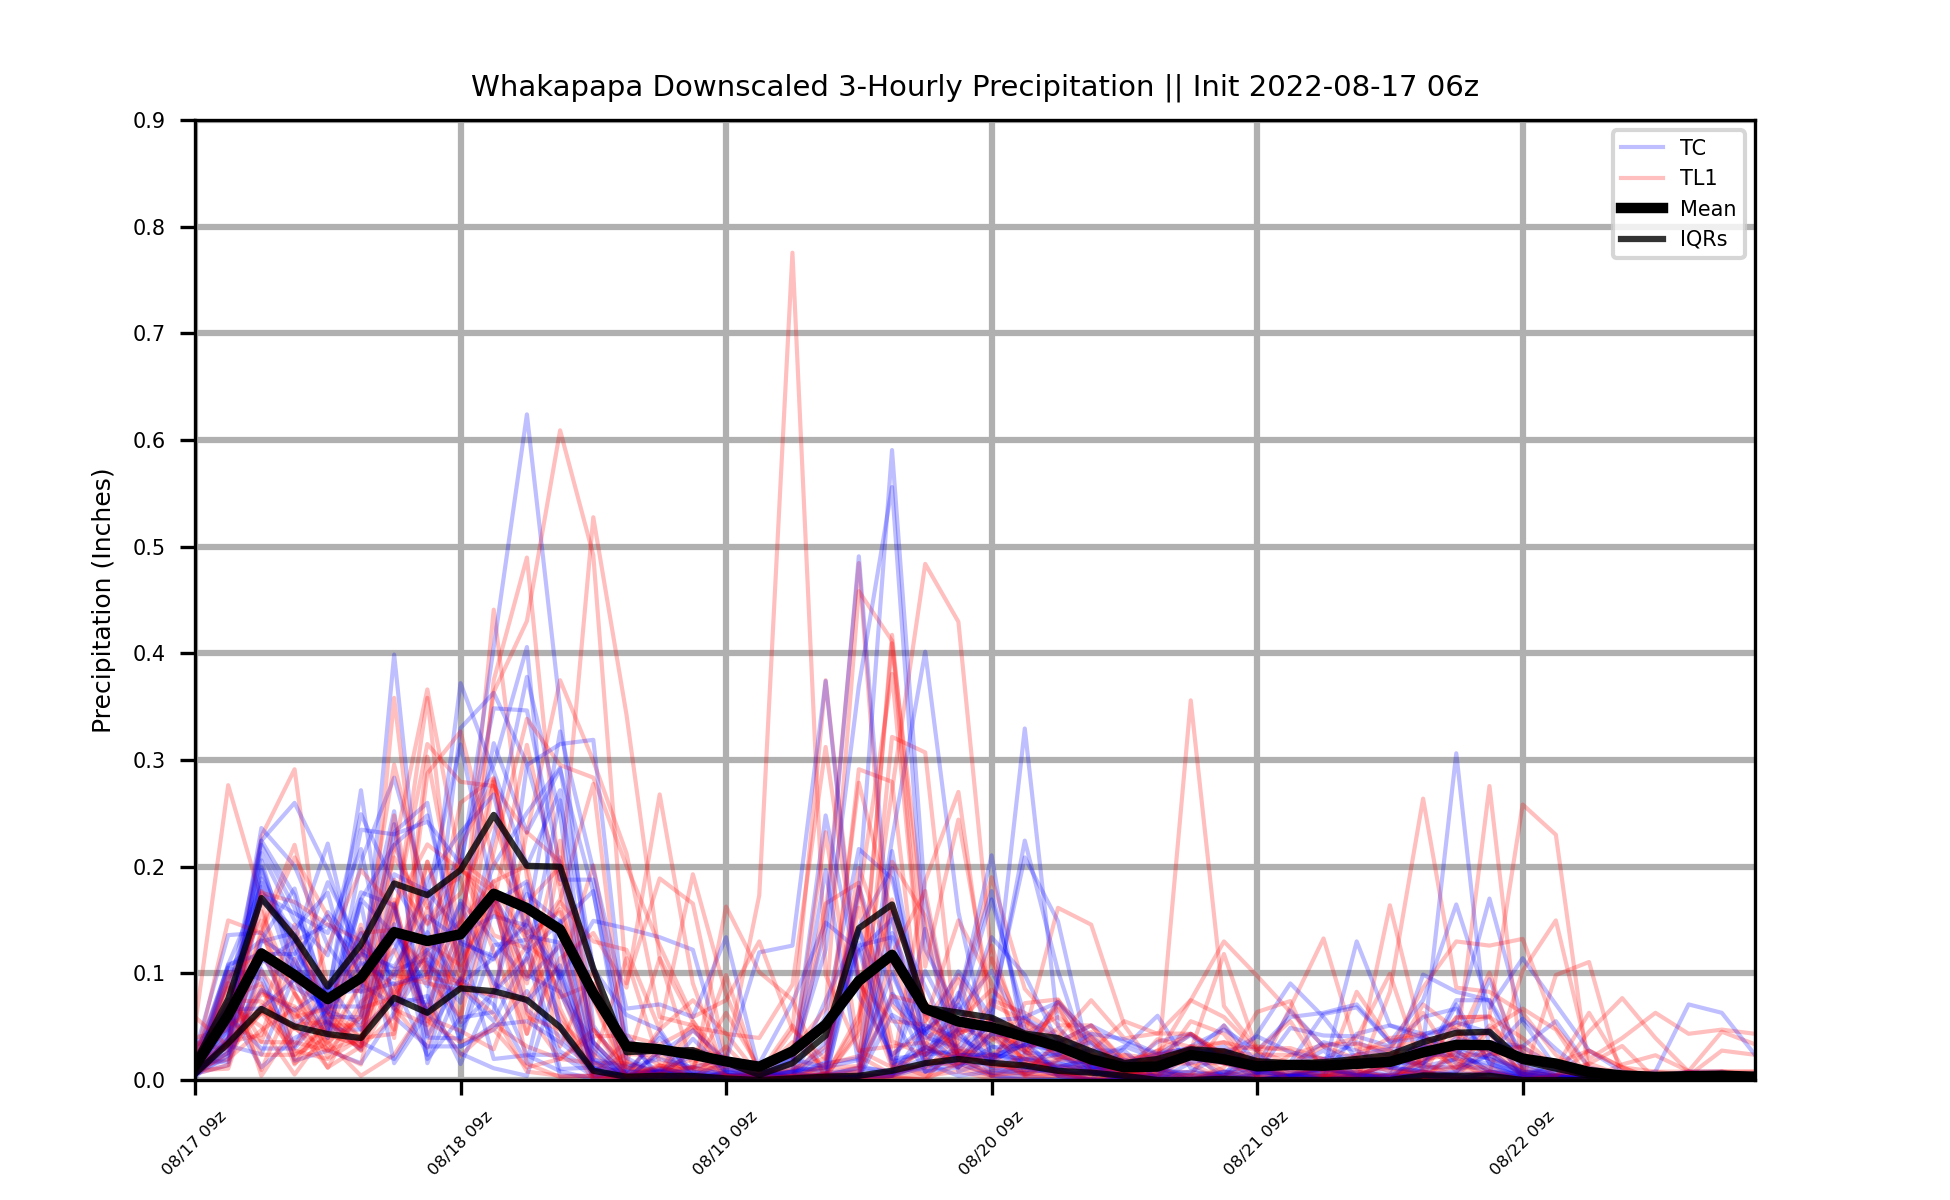 Whakapapa Downscaled 3-Hourly Precipitation || Init 2022-08-17 06z
TC
TL1
Mean
IQRs
Precipitation (Inches)
0.9
0.8
0.7
0.6
0.5
0.4
0.3
0.2
0.1
0.0
08/17 09z
08/18 09z
08/19 09z
08/20 09z
08/21 09z
08/22 09z